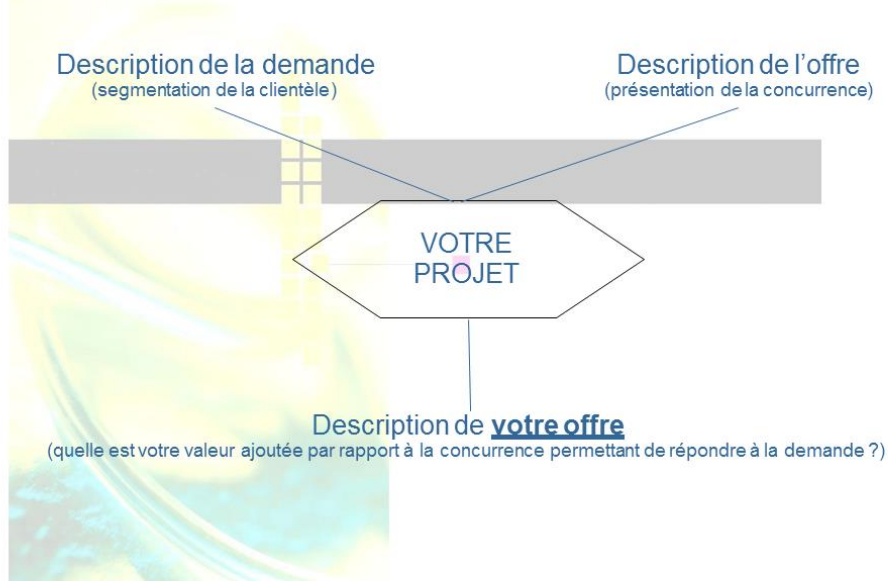 Description de la demande
(segmentation de la clientèle)
Description de l’offre
(présentation de la concurrence)
VOTRE
PROJET
Description de votre offre
(quelle est votre valeur ajoutée par rapport à la concurrence permettant de répondre à la demande ?)